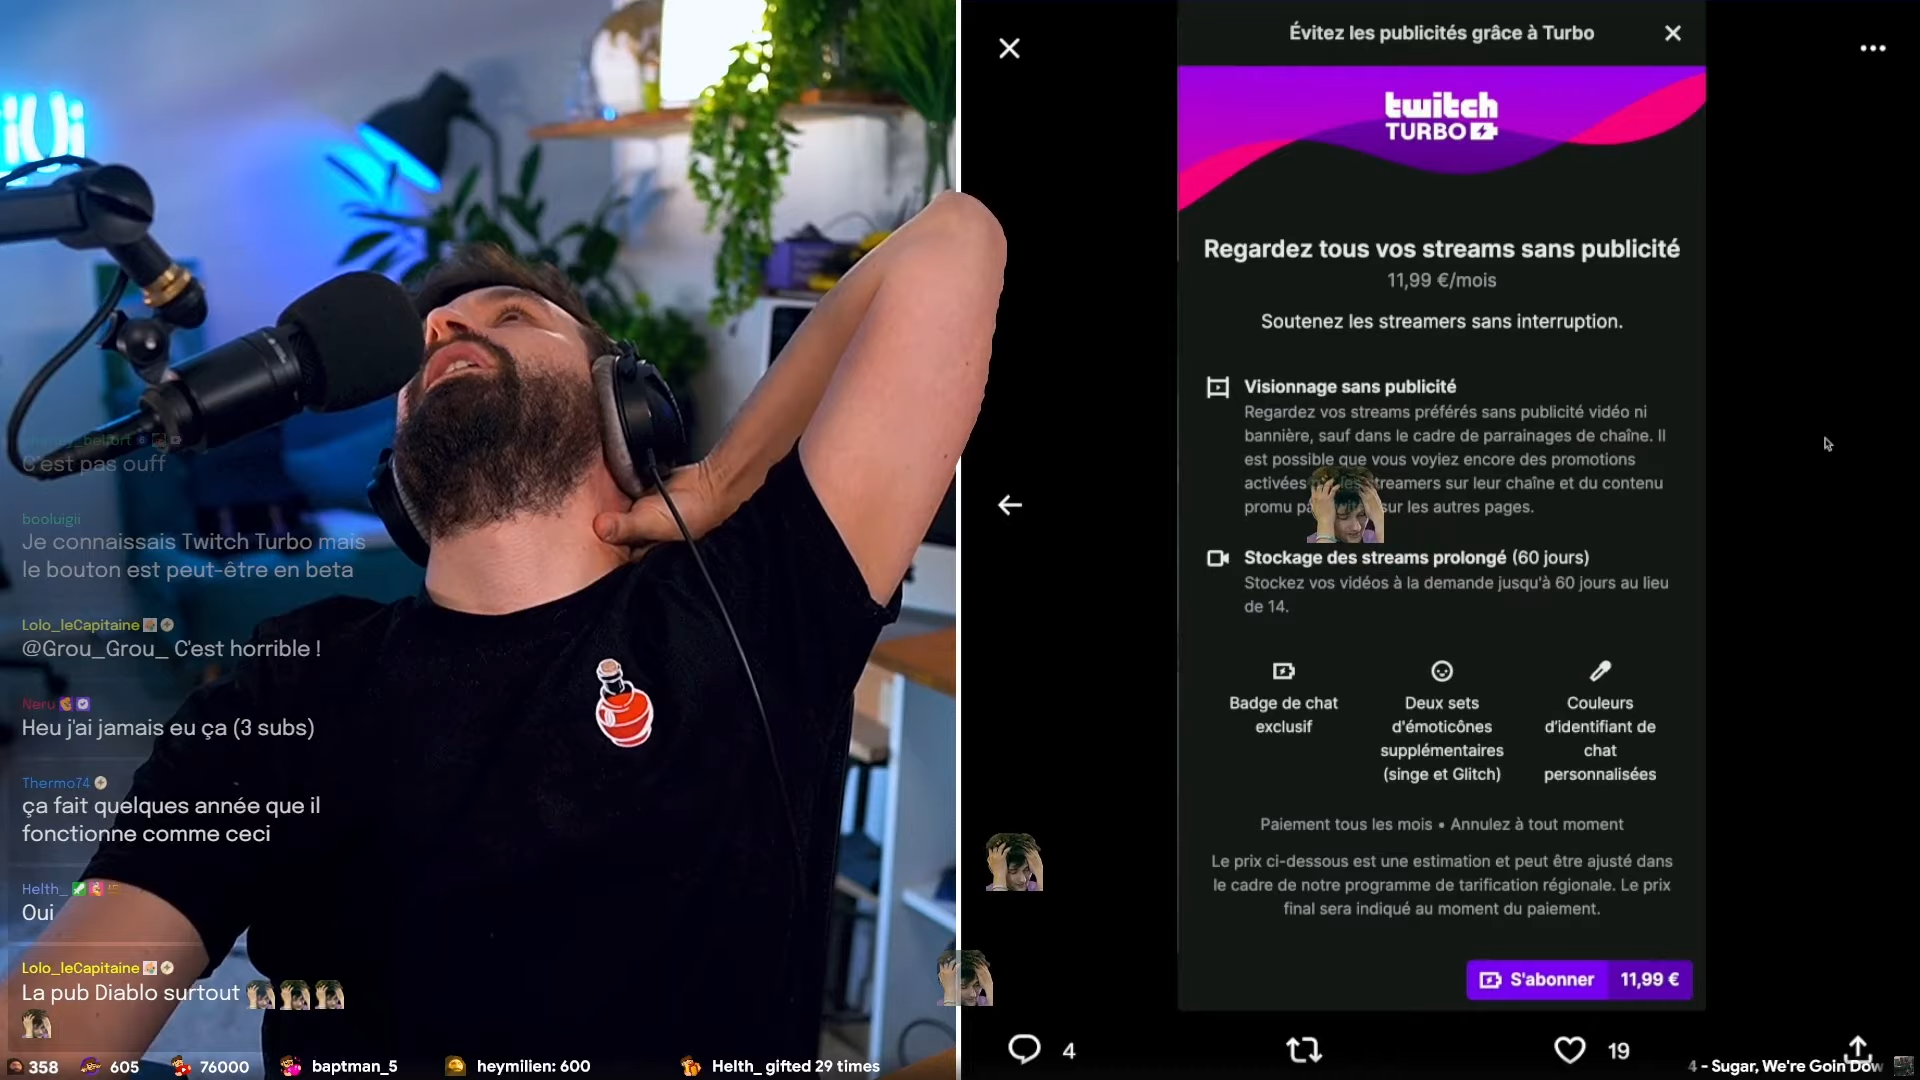 C'est pas ouff
booluigii
Je connaissais Twitch Turbo mais
le bouton est peut-être en beta
Lolo_leCapitaine
@Grou_Grou_ C'est horrible !
Neru
Heu j'ai jamais eu ça (3 subs)
Thermo74
ça fait quelques année que il
fonctionne comme ceci
Helth_
Oui
Lolo_leCapitaine
La pub Diablo surtout
358
605
76000
baptman_5
heymilien: 600
Helth_ gifted 29 times
Évitez les publicités grâce à Turbo
twitch
TURBO
Regardez tous vos streams sans publicité
11,99 €/mois
Soutenez les streamers sans interruption.
Visionnage sans publicité
Regardez vos streams préférés sans publicité vidéo ni
bannière, sauf dans le cadre de parrainages de chaîne. Il
est possible que vous voyiez encore des promotions
activées les streamers sur leur chaîne et du contenu
promu sur les autres pages.
Stockage des streams prolongé (60 jours)
Stockez vos vidéos à la demande jusqu'à 60 jours au lieu
de 14.
Badge de chat
exclusif
Deux sets
d'émoticônes
supplémentaires
(singe et Glitch)
Couleurs
d'identifiant de
chat
personnalisées
Paiement tous les mois • Annulez à tout moment
Le prix ci-dessous est une estimation et peut être ajusté dans
le cadre de notre programme de tarification régionale. Le prix
final sera indiqué au moment du paiement.
S'abonner 11,99 €
4
19
4 - Sugar, We're Goin Dow